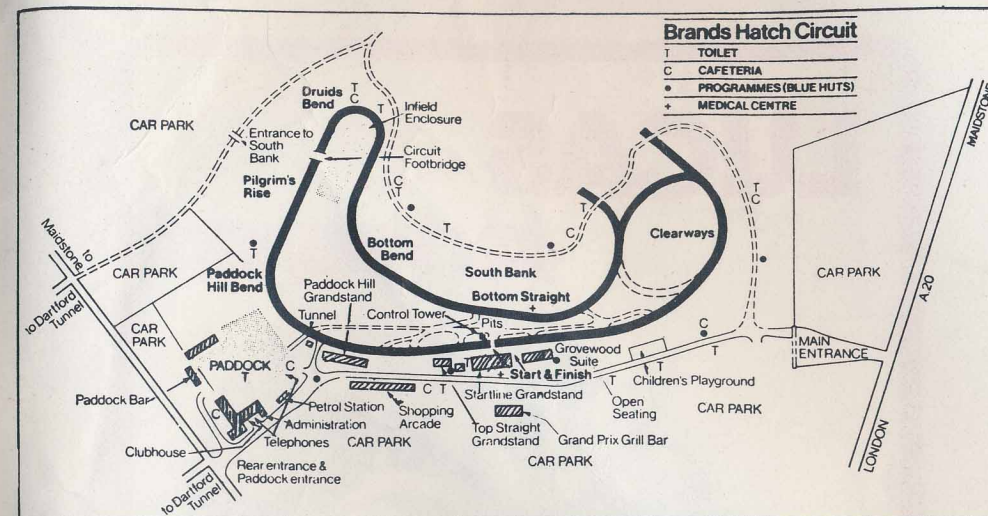 Brands Hatch Circuit
T TOILET
C CAFETERIA
● PROGRAMMES (BLUE HUTS)
+ MEDICAL CENTRE
Druids
Bend
T
C
T
Infield
Enclosure
CAR PARK
Entrance to
South
Bank
Circuit
Footbridge
Pilgrim's
Rise
C
T
T
C
T
T
C
Clearways
MAIDSTONE
Maidstone
to
to Dartford
Tunnel
CAR PARK
T
Paddock
Hill Bend
Bottom
Bend
South Bank
Bottom Straight
+
CAR PARK
A.20
Paddock Hill
Grandstand
Tunnel
Control Tower
Pits
CAR
PARK
PADDOCK
T
C
Grovewood
Suite
+ Start & Finish
C
T
MAIN
ENTRANCE
T
T
Children's Playground
Startline Grandstand
Open
Seating
CAR PARK
Paddock Bar
C
Petrol Station
Administration
Telephones
C
T
Shopping
Arcade
Top Straight
Grandstand
Grand Prix Grill Bar
CAR PARK
CAR PARK
Clubhouse
Rear entrance &
Paddock entrance
to Dartford
Tunnel
LONDON